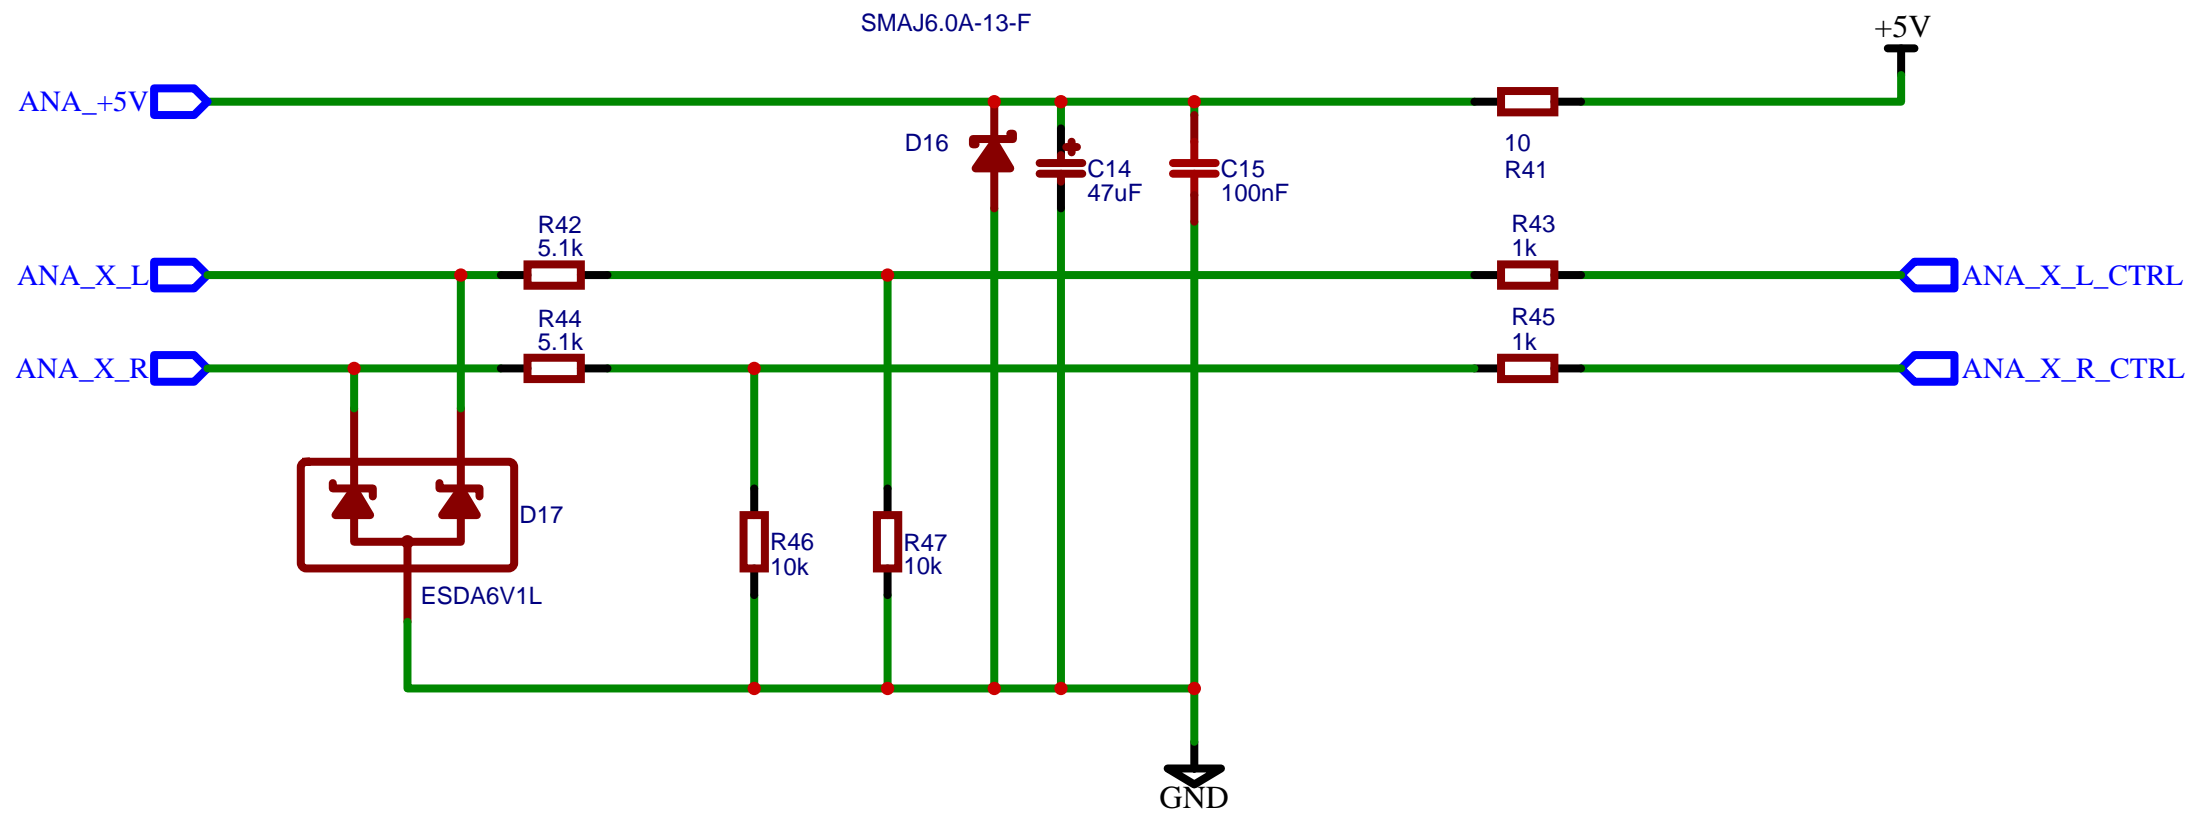 SMAJ6.0A-13-F
+5V
ANA_+5V
D16
C14
47uF
C15
100nF
10
R41
R42
5.1k
R43
1k
ANA_X_L
ANA_X_L_CTRL
R44
5.1k
R45
1k
ANA_X_R
ANA_X_R_CTRL
D17
R46
10k
R47
10k
ESDA6V1L
GND